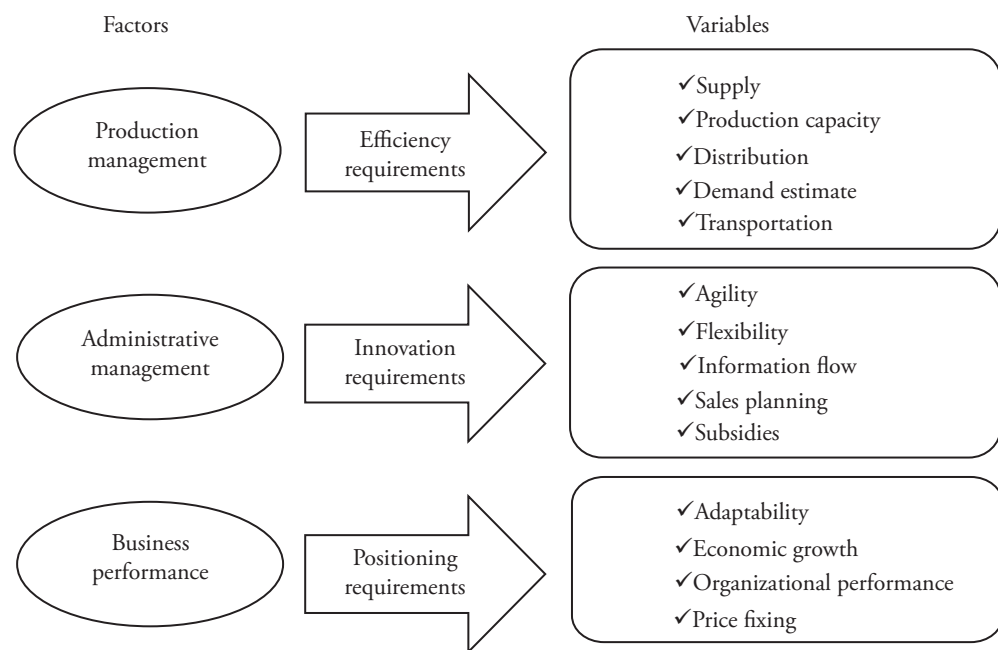 Factors
Variables
Production
management
Efficiency
requirements
✓Supply
✓Production capacity
✓Distribution
✓Demand estimate
✓Transportation
Administrative
management
Innovation
requirements
✓Agility
✓Flexibility
✓Information flow
✓Sales planning
✓Subsidies
Business
performance
Positioning
requirements
✓Adaptability
✓Economic growth
✓Organizational performance
✓Price fixing